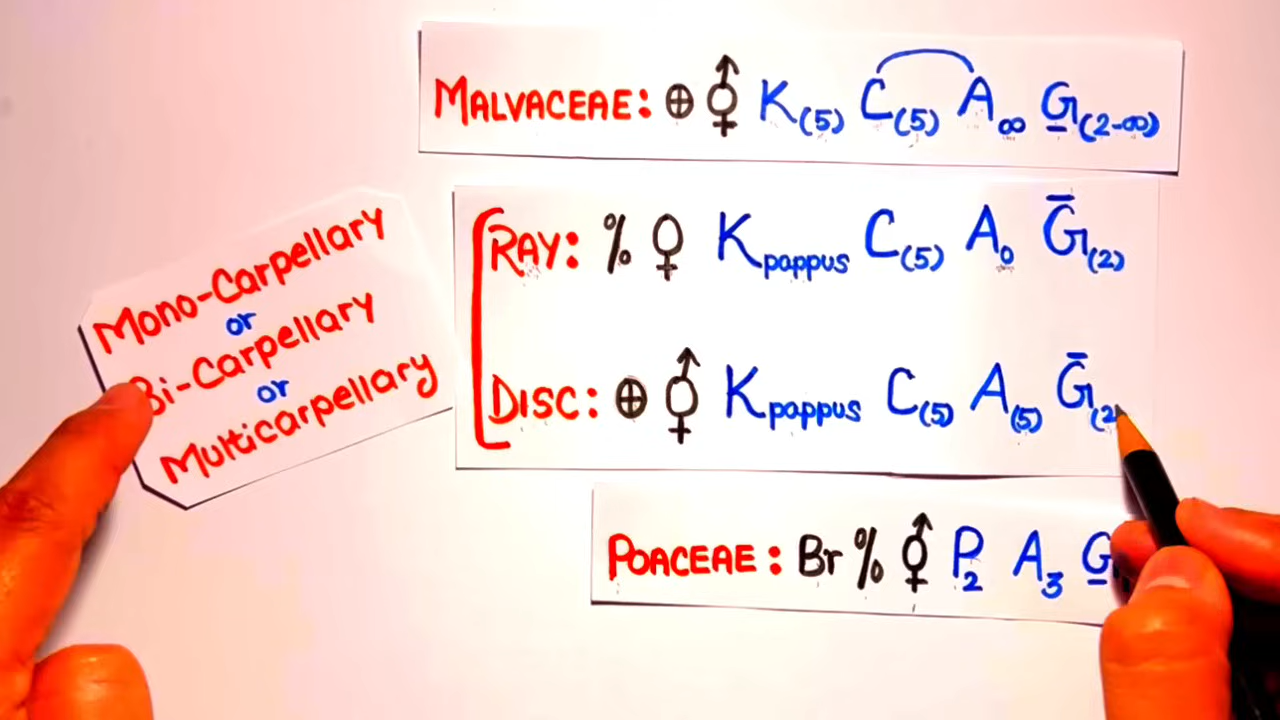 MALVACEAE: ⊕ ⚥ K(5) C(5) A∞ G̲(2-∞)
RAY: % ♀ Kpappus C(5) A0 G̅(2)
Mono-Carpellary
or
Bi-Carpellary
or
Multicarpellary
DISC: ⊕ ⚥ Kpappus C(5) A(5) G̅(2
POACEAE: Br % ⚥ P2 A3 G̲